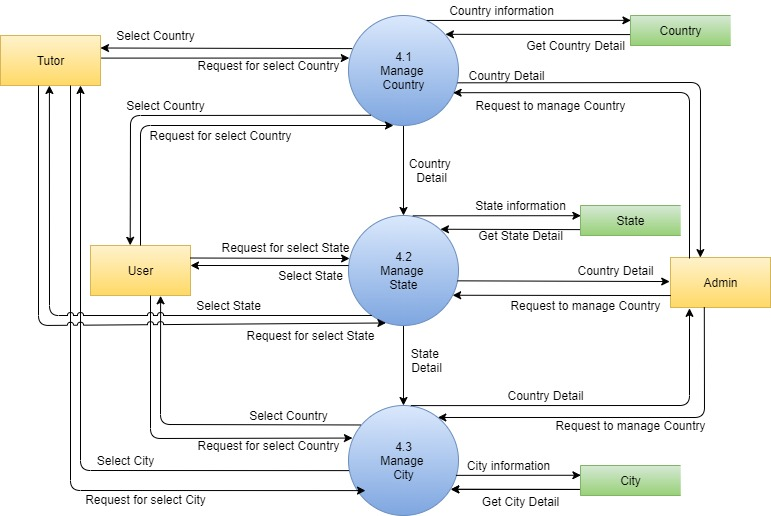 Country information
Select Country
Country
Get Country Detail
4.1
Manage
Country
Tutor
Request for select Country
Country Detail
Select Country
Request to manage Country
Request for select Country
Country
Detail
State information
State
Get State Detail
Request for select State
4.2
Manage
State
User
Select State
Country Detail
Admin
Select State
Request to manage Country
Request for select State
State
Detail
Country Detail
Select Country
Request to manage Country
Request for select Country
4.3
Manage
City
Select City
City information
City
Request for select City
Get City Detail